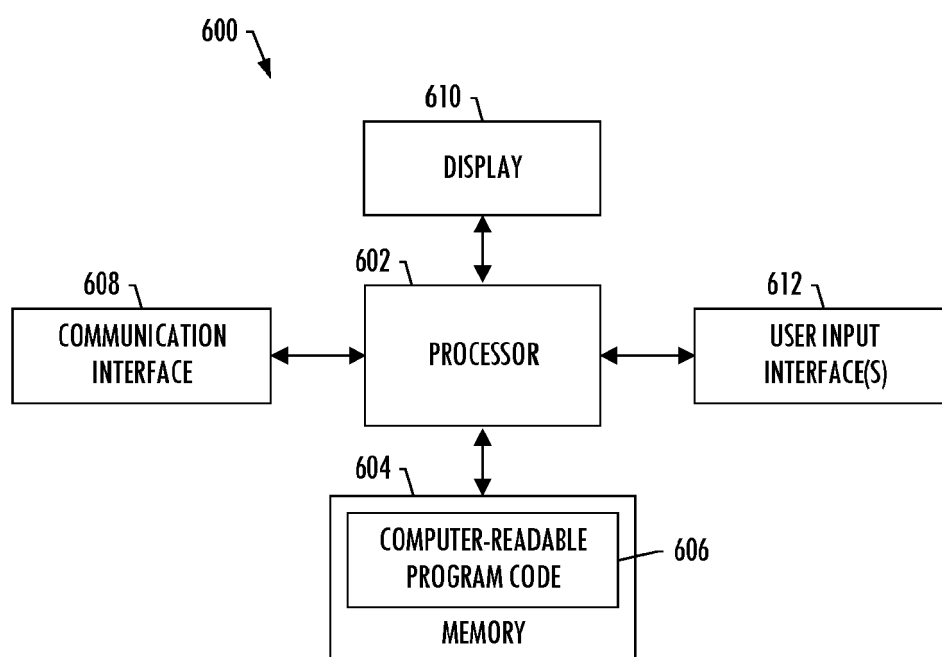 600
610
DISPLAY
602
608
612
COMMUNICATION
INTERFACE
PROCESSOR
USER INPUT
INTERFACE(S)
604
COMPUTER-READABLE
PROGRAM CODE
606
MEMORY